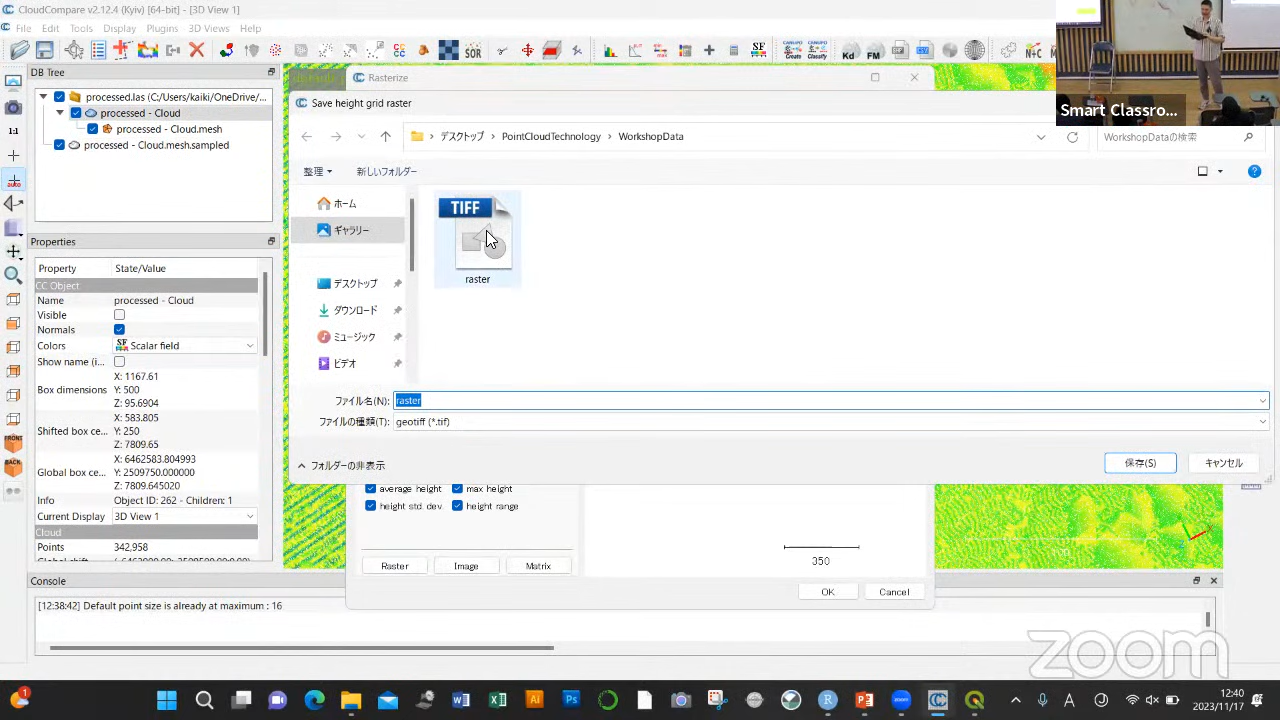 CloudCompare v2.12.4 (Kyiv) [64-bit] - [3D View 1]
File Edit Tools Display Plugins 3D Views Help
SOR
SF
Kd FM
N+C
DB Tree
processed.las (C:/Users/kaiki/OneDrive/...
processed - Cloud
processed - Cloud.mesh
processed - Cloud.mesh.sampled
1:1
auto
FRONT
BACK
Properties
Property State/Value
CC Object
Name processed - Cloud
Visible
Normals
Colors Scalar field
Show name (i...
Box dimensions X: 1167.61
Y: 500
Z: 95.6904
Shifted box ce... X: 583.805
Y: 250
Z: 7809.65
Global box ce... X: 6462583.804993
Y: 2509750.000000
Z: 7809.645020
Info Object ID: 262 - Children: 1
Current Display 3D View 1
Cloud
Points 342,958
Rasterize
Save height grid raster
デスクトップ > PointCloudTechnology > WorkshopData
WorkshopDataの検索
整理 新しいフォルダー
ホーム
ギャラリー
デスクトップ
ダウンロード
ミュージック
ビデオ
TIFF
raster
ファイル名(N): raster
ファイルの種類(T): geotiff (*.tif)
フォルダーの非表示
保存(S) キャンセル
average height max height
height std. dev. height range
Raster Image Matrix
350
OK Cancel
Console
[12:38:42] Default point size is already at maximum : 16
Smart Classro...
zoom
1
A
12:40
2023/11/17